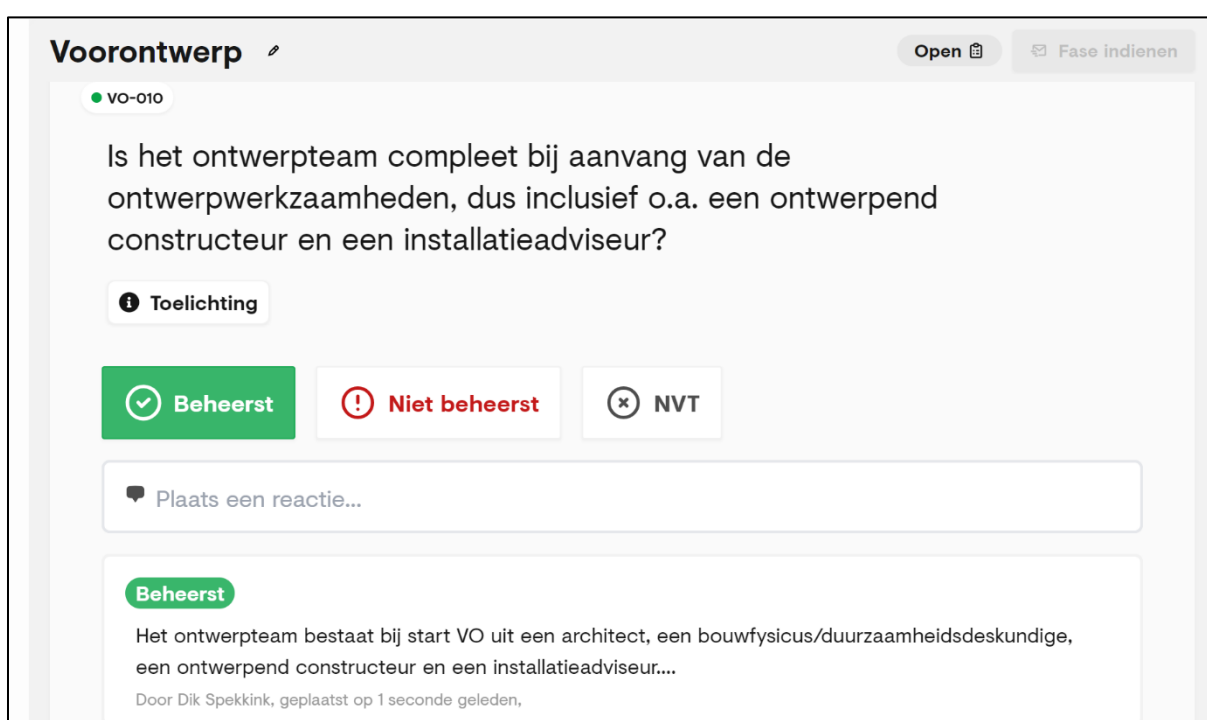 Voorontwerp
Open
Fase indienen
VO-010
Is het ontwerpteam compleet bij aanvang van de
ontwerpwerkzaamheden, dus inclusief o.a. een ontwerpend
constructeur en een installatieadviseur?
Toelichting
Beheerst
Niet beheerst
NVT
Plaats een reactie...
Beheerst
Het ontwerpteam bestaat bij start VO uit een architect, een bouwfysicus/duurzaamheidsdeskundige,
een ontwerpend constructeur en een installatieadviseur....
Door Dik Spekkink, geplaatst op 1 seconde geleden,